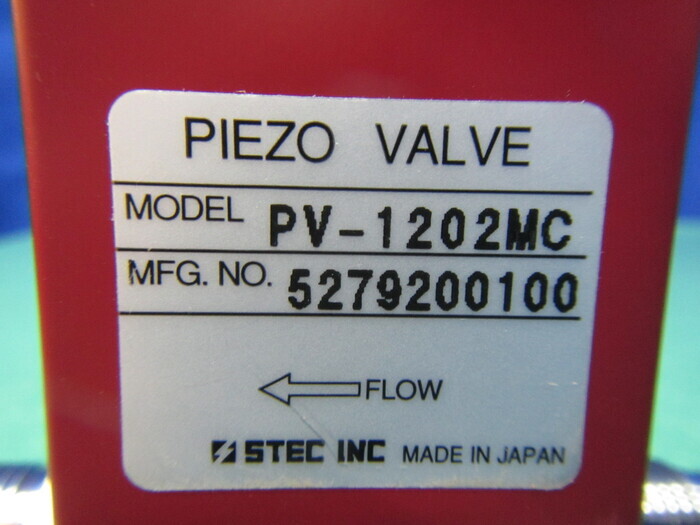 PIEZO VALVE
MODEL PV-1202MC
MFG. NO. 5279200100
FLOW
STEC INC MADE IN JAPAN